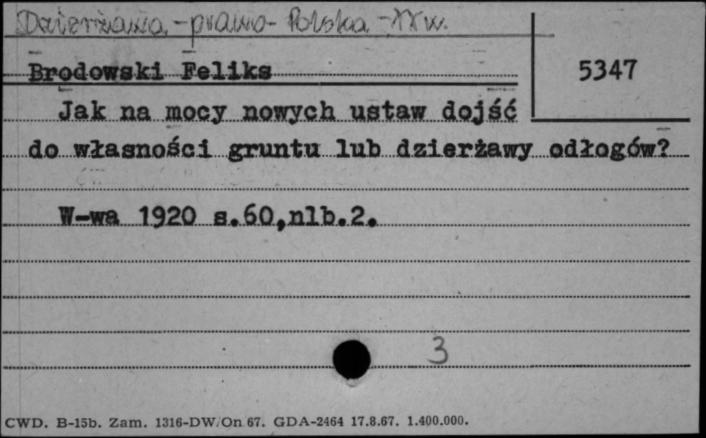 Dzierżawa - prawo - Polska - XX w.
Brodowski Feliks
5347
Jak na mocy nowych ustaw dojść
do własności gruntu lub dzierżawy odłogów?
W-wa 1920 s.60,nlb.2.
3
CWD. B-15b. Zam. 1316-DW/On 67. GDA-2464 17.8.67. 1.400.000.